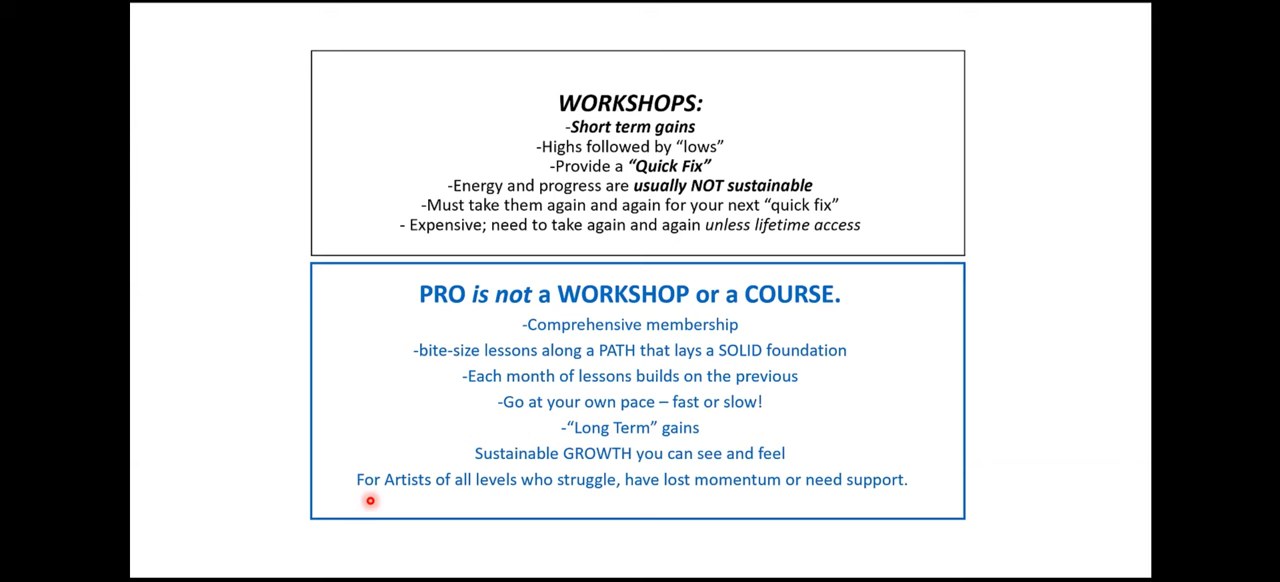 WORKSHOPS:
-Short term gains
-Highs followed by “lows”
-Provide a “Quick Fix”
-Energy and progress are usually NOT sustainable
-Must take them again and again for your next “quick fix”
- Expensive; need to take again and again unless lifetime access
PRO is not a WORKSHOP or a COURSE.
-Comprehensive membership
-bite-size lessons along a PATH that lays a SOLID foundation
-Each month of lessons builds on the previous
-Go at your own pace – fast or slow!
-“Long Term” gains
Sustainable GROWTH you can see and feel
For Artists of all levels who struggle, have lost momentum or need support.